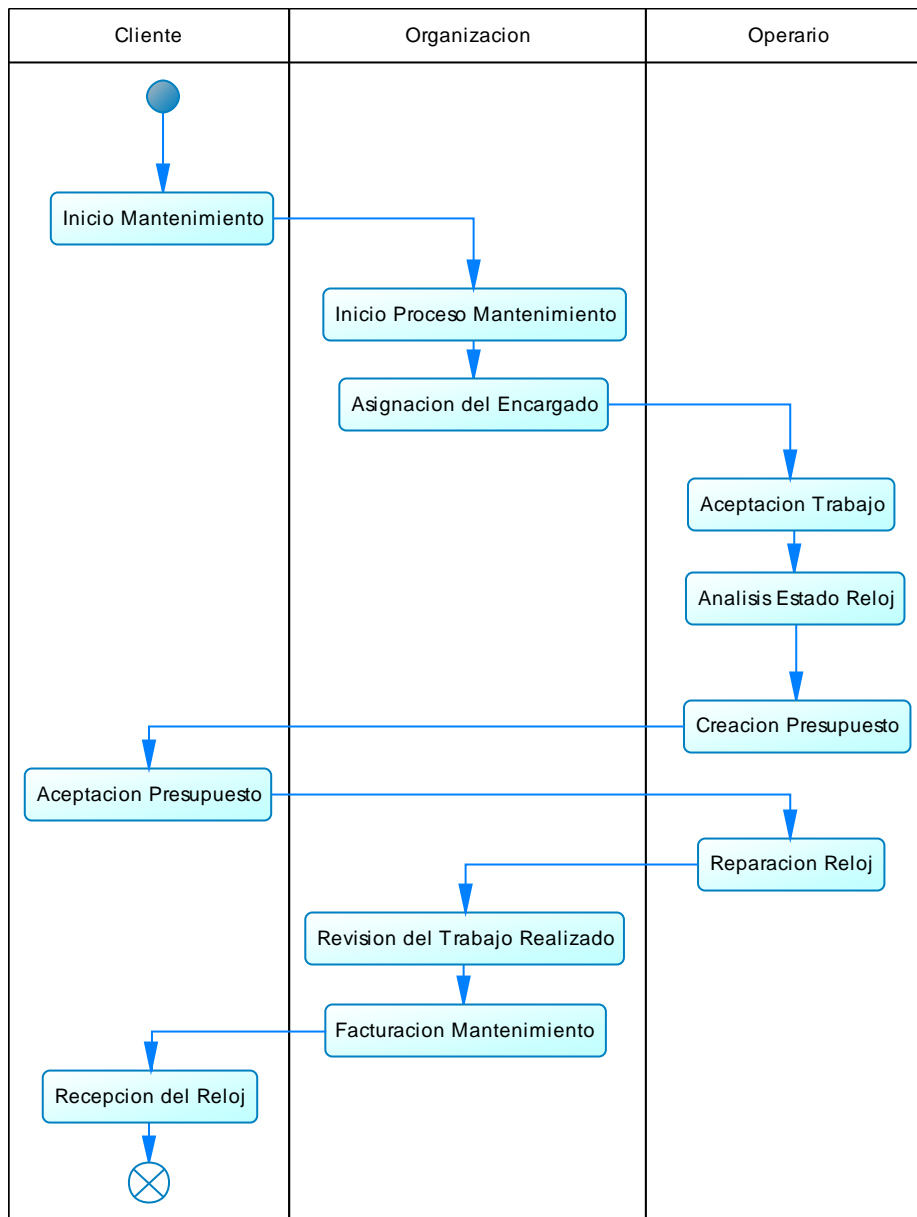 Cliente
Organizacion
Operario
Inicio Mantenimiento
Inicio Proceso Mantenimiento
Asignacion del Encargado
Aceptacion Trabajo
Analisis Estado Reloj
Creacion Presupuesto
Aceptacion Presupuesto
Reparacion Reloj
Revision del Trabajo Realizado
Facturacion Mantenimiento
Recepcion del Reloj